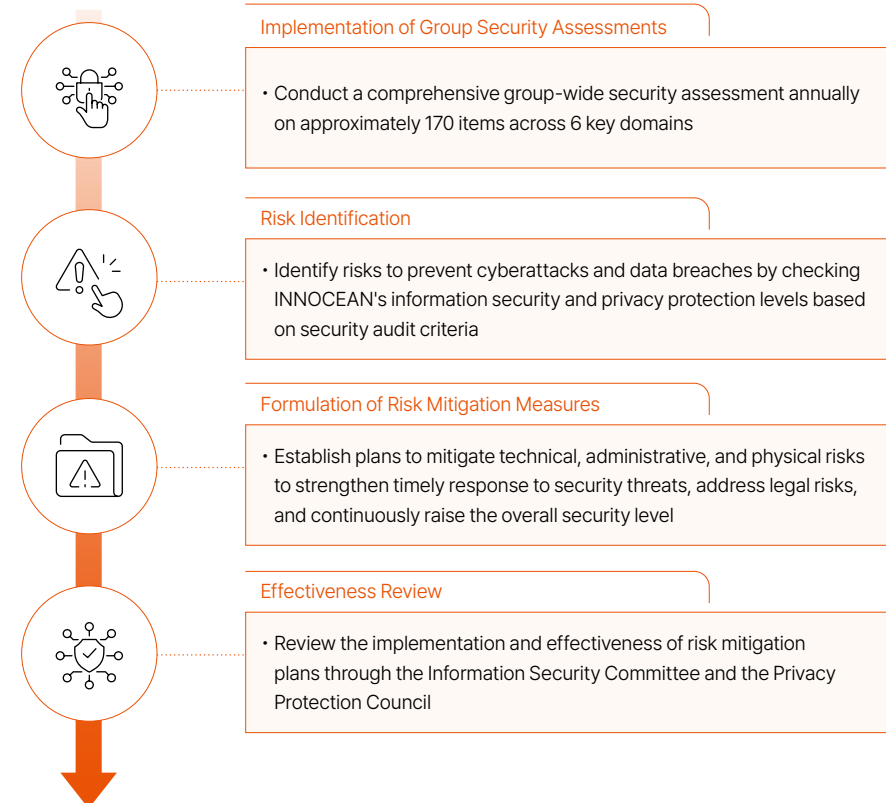 Implementation of Group Security Assessments
• Conduct a comprehensive group-wide security assessment annually
on approximately 170 items across 6 key domains
Risk Identification
• Identify risks to prevent cyberattacks and data breaches by checking
INNOCEAN's information security and privacy protection levels based
on security audit criteria
Formulation of Risk Mitigation Measures
• Establish plans to mitigate technical, administrative, and physical risks
to strengthen timely response to security threats, address legal risks,
and continuously raise the overall security level
Effectiveness Review
• Review the implementation and effectiveness of risk mitigation
plans through the Information Security Committee and the Privacy
Protection Council